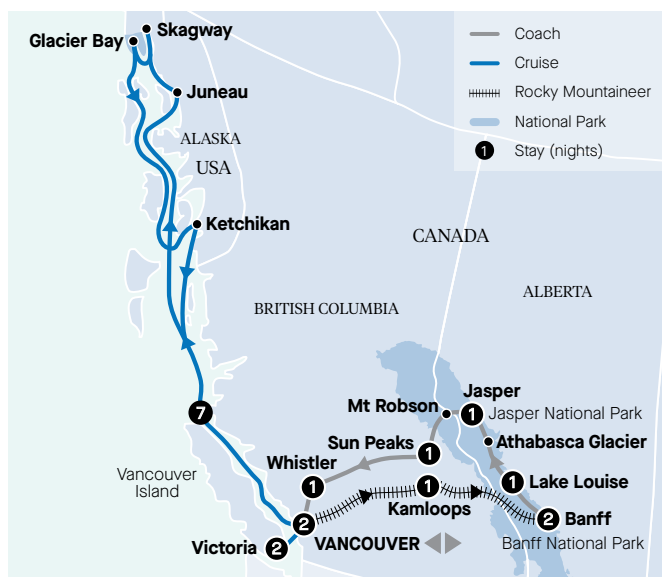 Skagway
Glacier Bay
Juneau
ALASKA
USA
Ketchikan
Coach
Cruise
Rocky Mountaineer
National Park
1 Stay (nights)
CANADA
BRITISH COLUMBIA
ALBERTA
Jasper
Mt Robson
1
Jasper National Park
7
Sun Peaks
1
Athabasca Glacier
Whistler
1
Vancouver
Island
1
Kamloops
1
Lake Louise
2
Banff
Banff National Park
2
VANCOUVER
Victoria
2